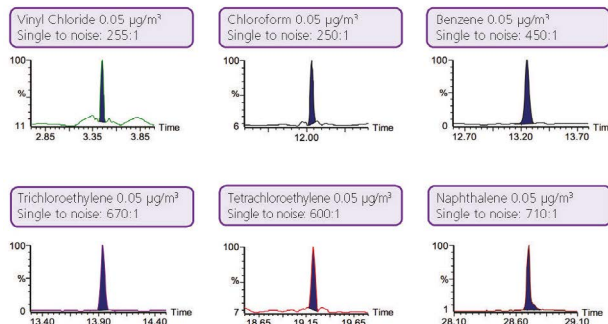 Vinyl Chloride 0.05 µg/m³
Single to noise: 255:1
Chloroform 0.05 µg/m³
Single to noise: 250:1
Benzene 0.05 µg/m³
Single to noise: 450:1
100
%
11
2.85 3.35 3.85 Time
100
%
6
12.00 Time
100
%
0
12.70 13.20 13.70 Time
Trichloroethylene 0.05 µg/m³
Single to noise: 670:1
Tetrachloroethylene 0.05 µg/m³
Single to noise: 600:1
Naphthalene 0.05 µg/m³
Single to noise: 710:1
100
%
0
13.40 13.90 14.40 Time
100
%
7
18.65 19.15 19.65 Time
100
%
1
28.10 28.60 29.10 Time